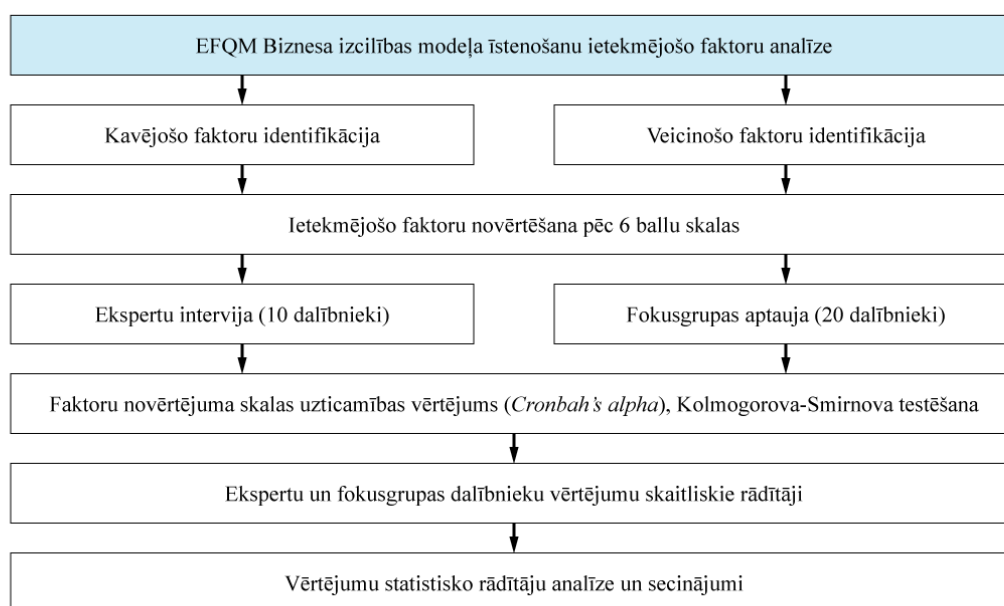 EFQM Biznesa izcilības modeļa īstenošanu ietekmējošo faktoru analīze
Kavējošo faktoru identifikācija
Veicinošo faktoru identifikācija
Ietekmējošo faktoru novērtēšana pēc 6 ballu skalas
Ekspertu intervija (10 dalībnieki)
Fokusgrupas aptauja (20 dalībnieki)
Faktoru novērtējuma skalas uzticamības vērtējums (Cronbah's alpha), Kolmogorova-Smirnova testēšana
Ekspertu un fokusgrupas dalībnieku vērtējumu skaitliskie rādītāji
Vērtējumu statistisko rādītāju analīze un secinājumi